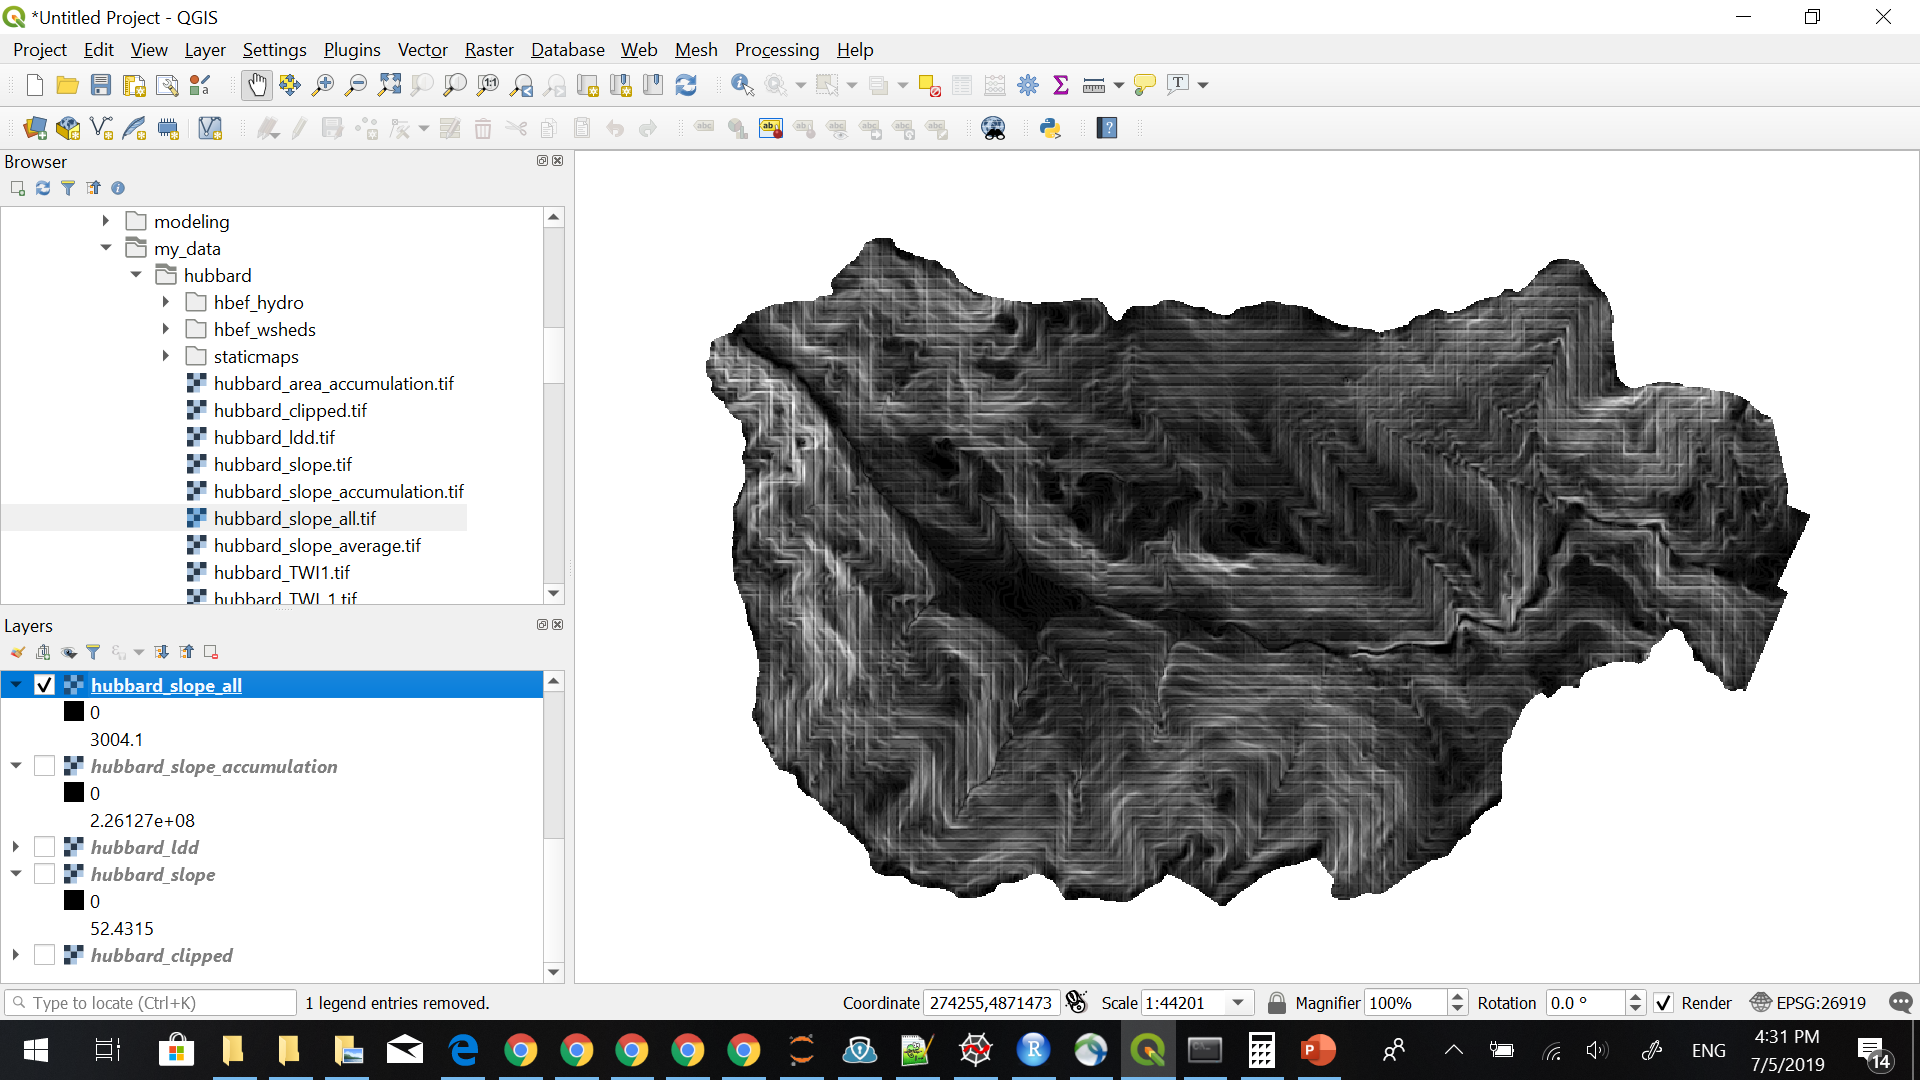 *Untitled Project - QGIS
Project Edit View Layer Settings Plugins Vector Raster Database Web Mesh Processing Help
Browser
modeling
my_data
hubbard
hbef_hydro
hbef_wsheds
staticmaps
hubbard_area_accumulation.tif
hubbard_clipped.tif
hubbard_ldd.tif
hubbard_slope.tif
hubbard_slope_accumulation.tif
hubbard_slope_all.tif
hubbard_slope_average.tif
hubbard_TWI1.tif
hubbard_TWI_1.tif
Layers
hubbard_slope_all
0
3004.1
hubbard_slope_accumulation
0
2.26127e+08
hubbard_ldd
hubbard_slope
0
52.4315
hubbard_clipped
Type to locate (Ctrl+K) 1 legend entries removed. Coordinate 274255,4871473 Scale 1:44201 Magnifier 100% Rotation 0.0 ° Render EPSG:26919
ENG
4:31 PM
7/5/2019
14